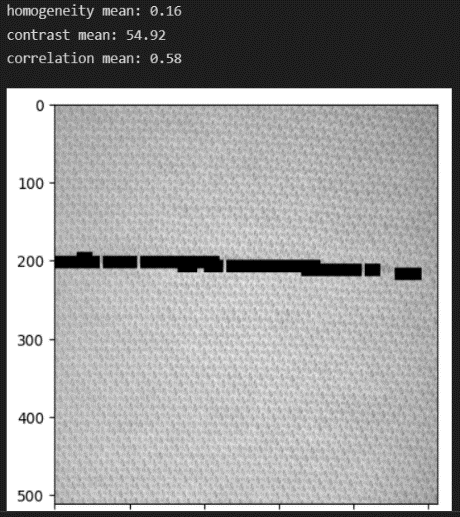 homogeneity mean: 0.16
contrast mean: 54.92
correlation mean: 0.58
0
100
200
300
400
500